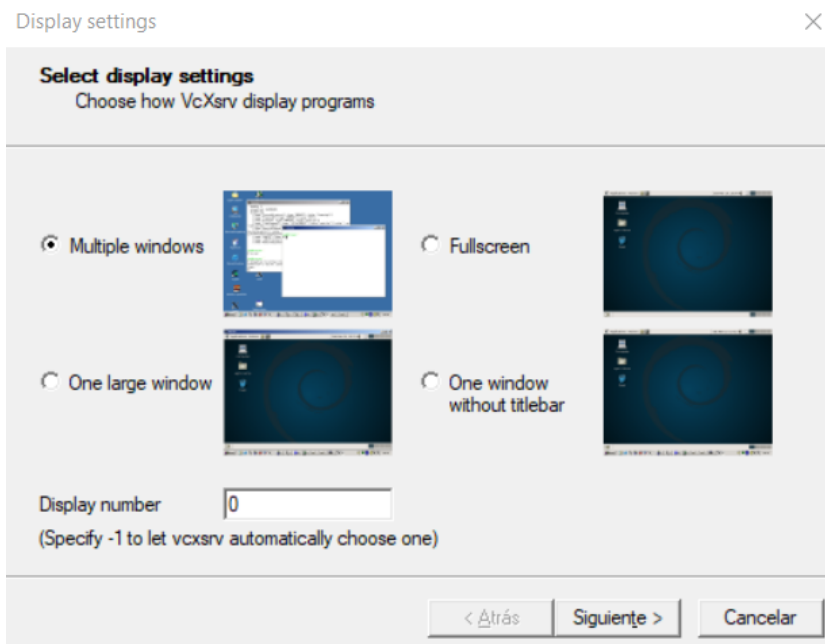 Display settings
Select display settings
Choose how VcXsrv display programs
Multiple windows
Fullscreen
One large window
One window
without titlebar
Display number
0
(Specify -1 to let vcxsrv automatically choose one)
< Atrás
Siguiente >
Cancelar